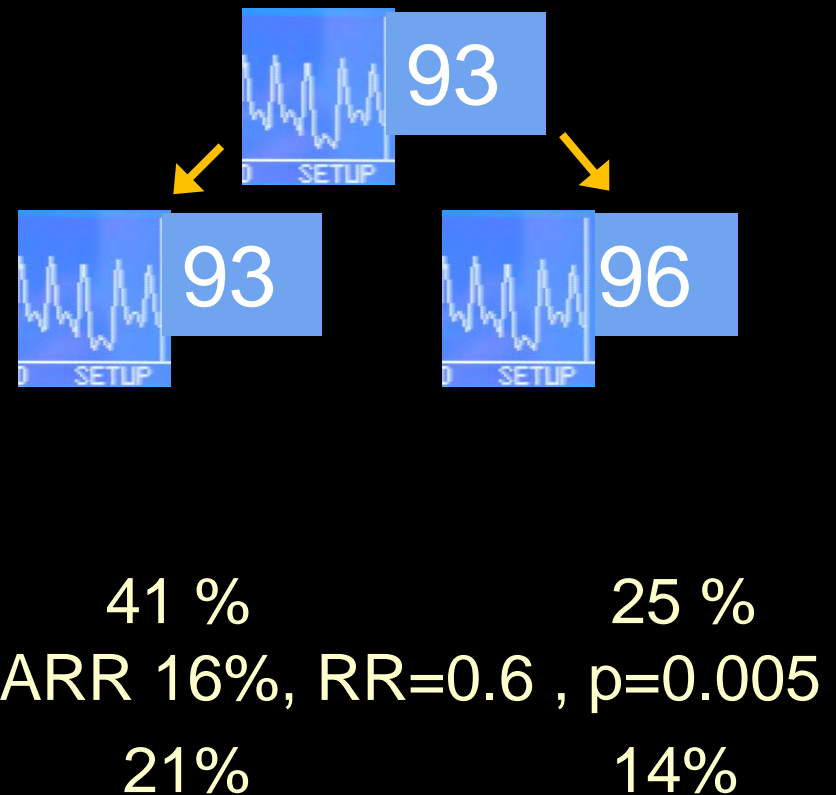 93
SETUP
93
96
SETUP
SETUP
41 %
25 %
ARR 16%, RR=0.6 , p=0.005
21%
14%